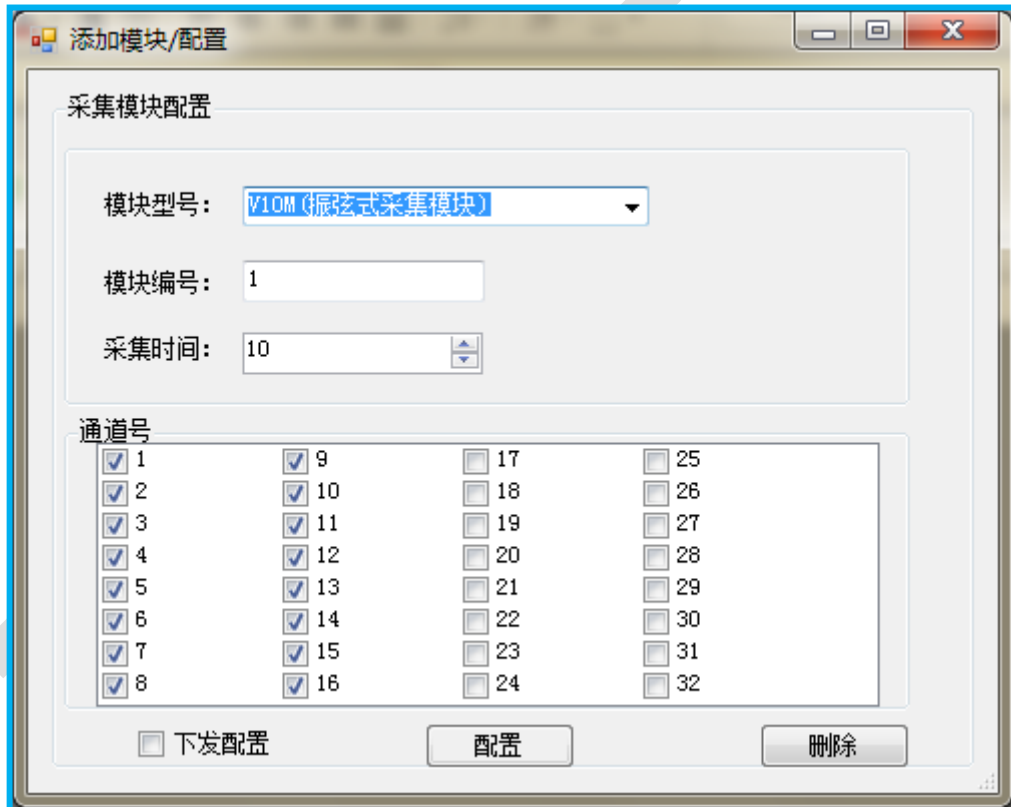 添加模块/配置
采集模块配置
模块型号: V10M(振弦式采集模块)
模块编号: 1
采集时间: 10
通道号
1 9 17 25
2 10 18 26
3 11 19 27
4 12 20 28
5 13 21 29
6 14 22 30
7 15 23 31
8 16 24 32
下发配置 配置 删除